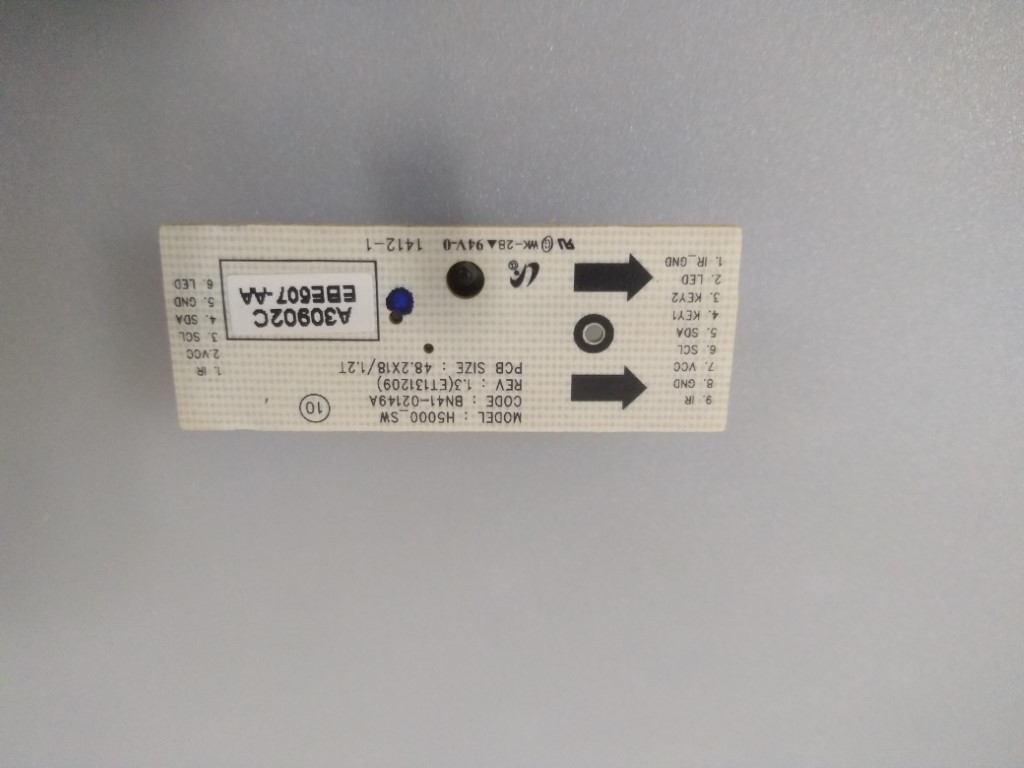 MODEL : H5000_SW
CODE : BN41-02149A
REV : 1.3(ET131209)
PCB SIZE : 48.2X18/1.2T
10
9. IR
8. GND
7. VCC
6. SCL
5. SDA
4. KEY1
3. KEY2
2. LED
1. IR_GND
1. IR
2.VCC
3. SCL
4. SDA
5. GND
6. LED
A30902C
EBE607-AA
WK-2B▲94V-0 1412-1